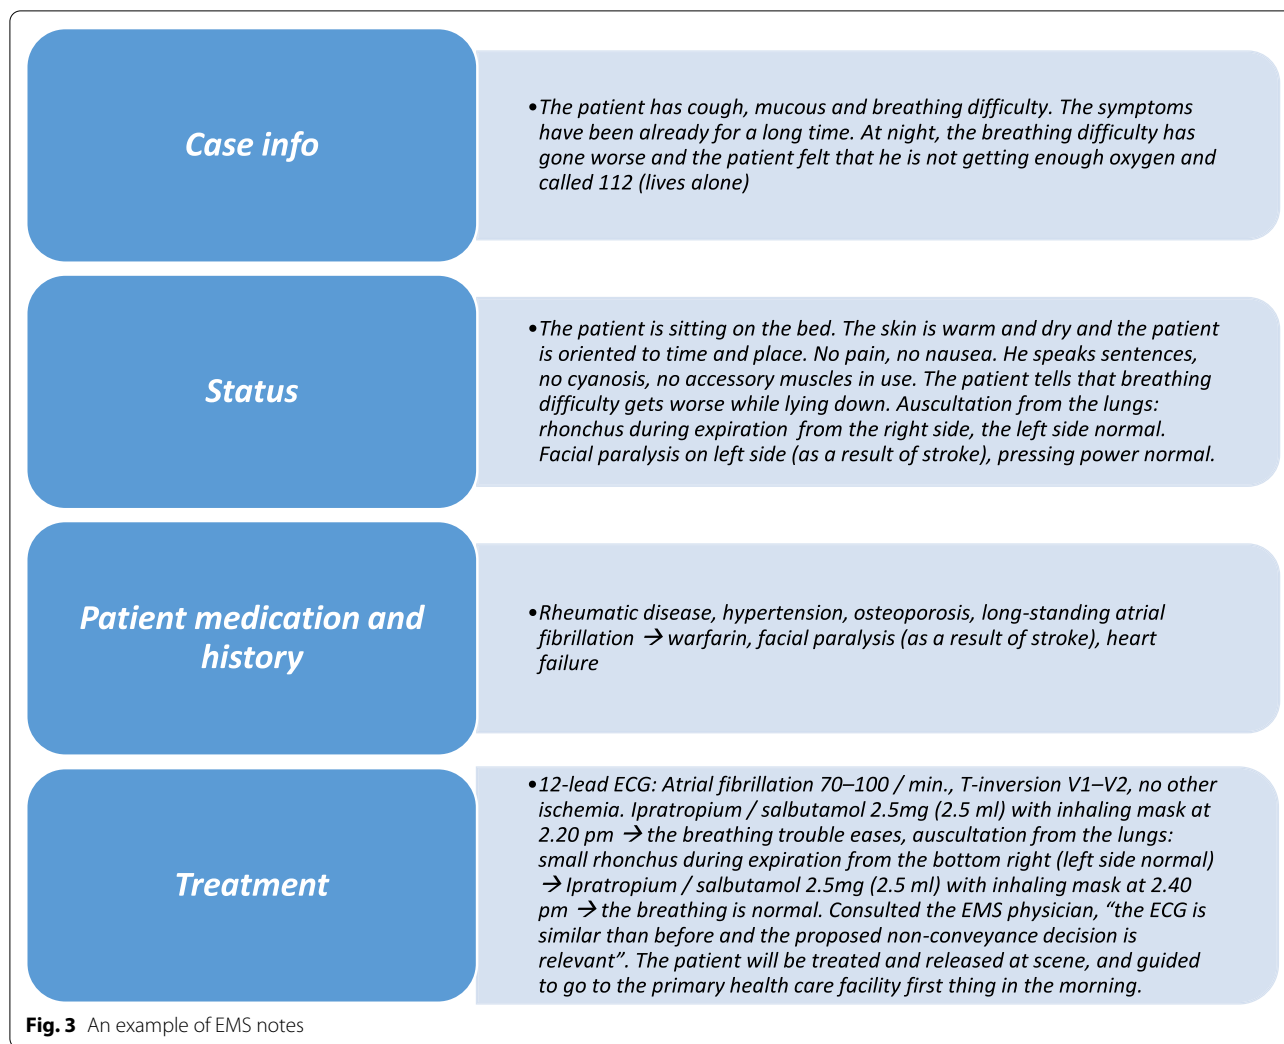 Case info
•The patient has cough, mucous and breathing difficulty. The symptoms
have been already for a long time. At night, the breathing difficulty has
gone worse and the patient felt that he is not getting enough oxygen and
called 112 (lives alone)
Status
•The patient is sitting on the bed. The skin is warm and dry and the patient
is oriented to time and place. No pain, no nausea. He speaks sentences,
no cyanosis, no accessory muscles in use. The patient tells that breathing
difficulty gets worse while lying down. Auscultation from the lungs:
rhonchus during expiration  from the right side, the left side normal.
Facial paralysis on left side (as a result of stroke), pressing power normal.
Patient medication and
history
•Rheumatic disease, hypertension, osteoporosis, long-standing atrial
fibrillation → warfarin, facial paralysis (as a result of stroke), heart
failure
Treatment
•12-lead ECG: Atrial fibrillation 70–100 / min., T-inversion V1–V2, no other
ischemia. Ipratropium / salbutamol 2.5mg (2.5 ml) with inhaling mask at
2.20 pm → the breathing trouble eases, auscultation from the lungs:
small rhonchus during expiration from the bottom right (left side normal)
→ Ipratropium / salbutamol 2.5mg (2.5 ml) with inhaling mask at 2.40
pm → the breathing is normal. Consulted the EMS physician, “the ECG is
similar than before and the proposed non-conveyance decision is
relevant”. The patient will be treated and released at scene, and guided
to go to the primary health care facility first thing in the morning.
Fig. 3 An example of EMS notes